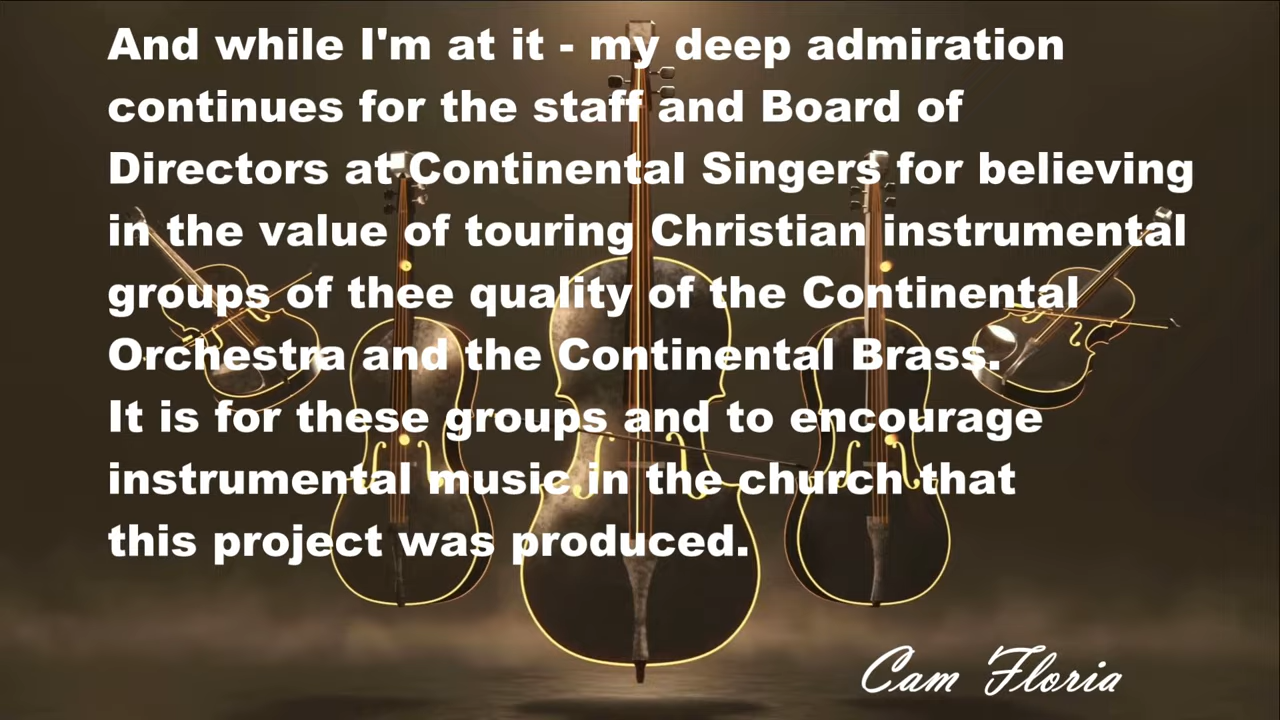 And while I'm at it - my deep admiration
continues for the staff and Board of
Directors at Continental Singers for believing
in the value of touring Christian instrumental
groups of thee quality of the Continental
Orchestra and the Continental Brass.
It is for these groups and to encourage
instrumental music in the church that
this project was produced.
Cam Floria